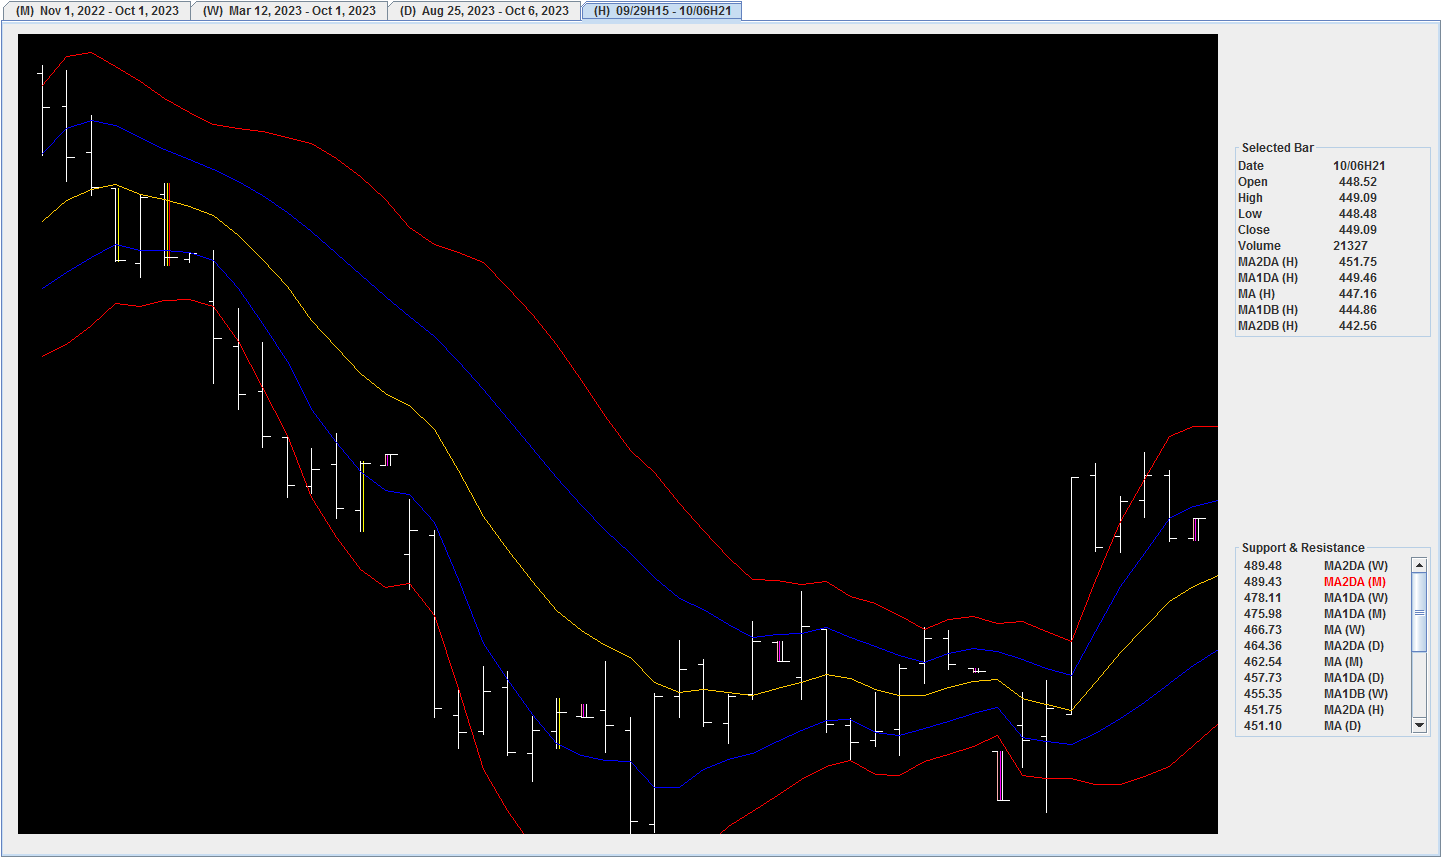 (M) Nov 1, 2022 - Oct 1, 2023 (W) Mar 12, 2023 - Oct 1, 2023 (D) Aug 25, 2023 - Oct 6, 2023 (H) 09/29H15 - 10/06H21
Selected Bar
Date 10/06H21
Open 448.52
High 449.09
Low 448.48
Close 449.09
Volume 21327
MA2DA (H) 451.75
MA1DA (H) 449.46
MA (H) 447.16
MA1DB (H) 444.86
MA2DB (H) 442.56
Support & Resistance
489.48 MA2DA (W)
489.43 MA2DA (M)
478.11 MA1DA (W)
475.98 MA1DA (M)
466.73 MA (W)
464.36 MA2DA (D)
462.54 MA (M)
457.73 MA1DA (D)
455.35 MA1DB (W)
451.75 MA2DA (H)
451.10 MA (D)